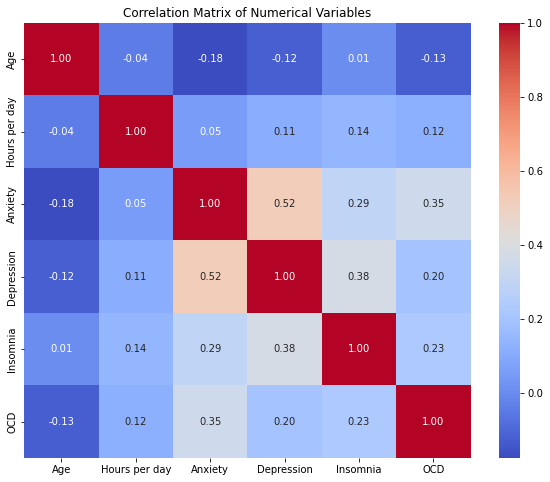 Correlation Matrix of Numerical Variables
Age 1.00 -0.04 -0.18 -0.12 0.01 -0.13
Hours per day -0.04 1.00 0.05 0.11 0.14 0.12
Anxiety -0.18 0.05 1.00 0.52 0.29 0.35
Depression -0.12 0.11 0.52 1.00 0.38 0.20
Insomnia 0.01 0.14 0.29 0.38 1.00 0.23
OCD -0.13 0.12 0.35 0.20 0.23 1.00
Age Hours per day Anxiety Depression Insomnia OCD
1.0
0.8
0.6
0.4
0.2
0.0